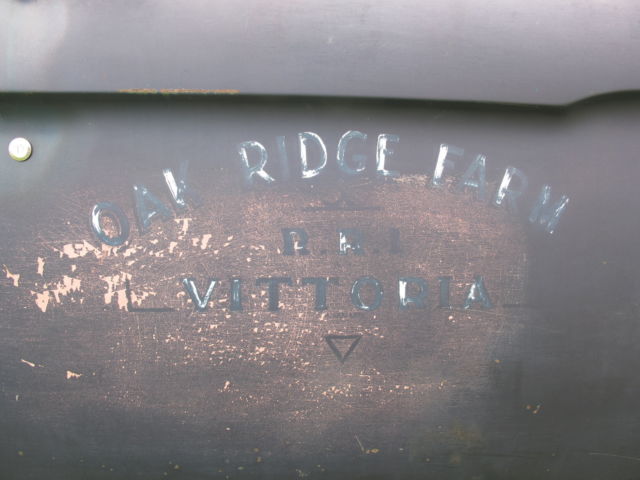 OAK RIDGE FARM
R.R.1
VITTORIA